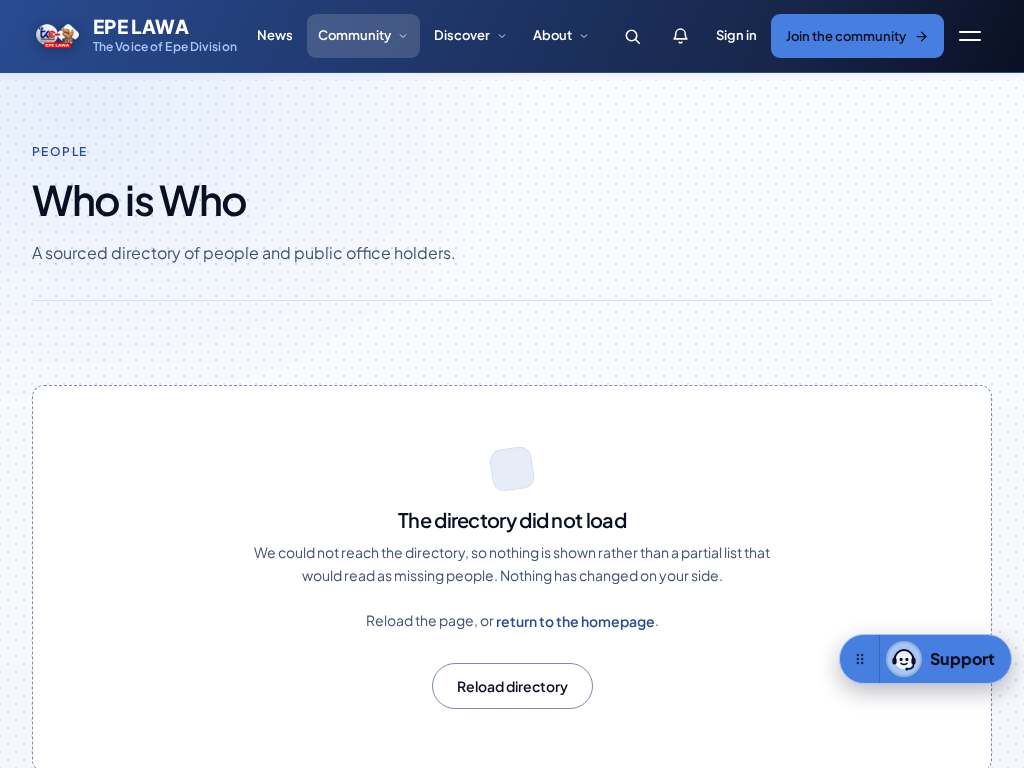 EPE LAWA
EPE LAWA
The Voice of Epe Division
News
Community
Discover
About
Sign in
Join the community
PEOPLE
Who is Who
A sourced directory of people and public office holders.
The directory did not load
We could not reach the directory, so nothing is shown rather than a partial list that
would read as missing people. Nothing has changed on your side.
Reload the page, or return to the homepage.
Reload directory
Support